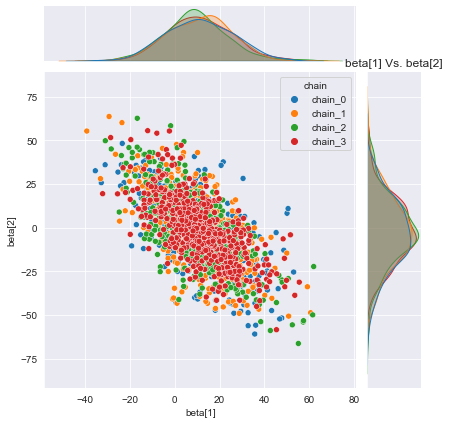 beta[1] Vs. beta[2]
chain
chain_0
chain_1
chain_2
chain_3
75
50
25
0
−25
−50
−75
beta[2]
−40
−20
0
20
40
60
80
beta[1]